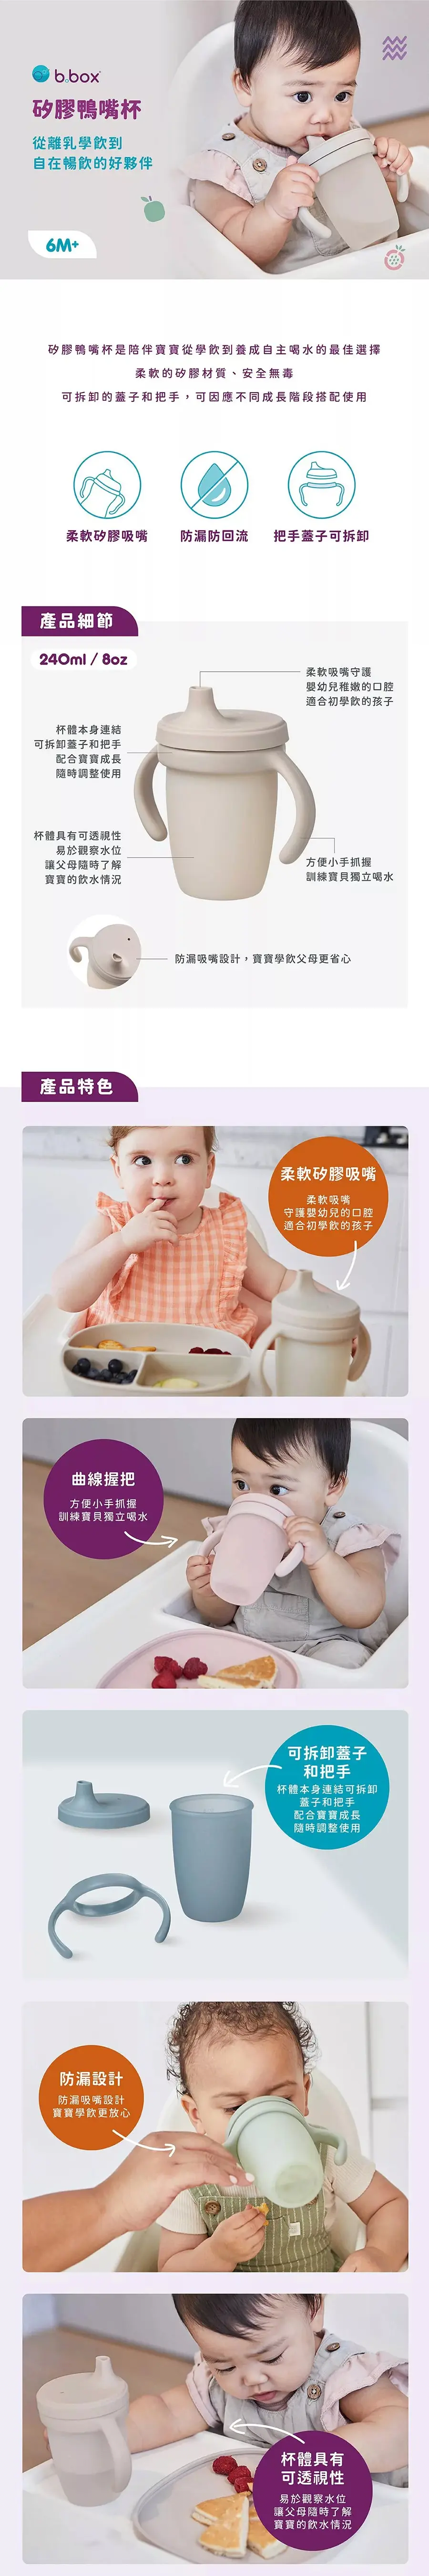 b.box
矽膠鴨嘴杯
從離乳學飲到
自在暢飲的好夥伴
6M+
矽膠鴨嘴杯是陪伴寶寶從學飲到養成自主喝水的最佳選擇
柔軟的矽膠材質、安全無毒
可拆卸的蓋子和把手，可因應不同成長階段搭配使用
柔軟矽膠吸嘴
防漏防回流
把手蓋子可拆卸
產品細節
240ml / 8oz
柔軟吸嘴守護
嬰幼兒稚嫩的口腔
適合初學飲的孩子
杯體本身連結
可拆卸蓋子和把手
配合寶寶成長
隨時調整使用
杯體具有可透視性
易於觀察水位
讓父母隨時了解
寶寶的飲水情況
方便小手抓握
訓練寶貝獨立喝水
防漏吸嘴設計，寶寶學飲父母更省心
產品特色
柔軟矽膠吸嘴
柔軟吸嘴
守護嬰幼兒的口腔
適合初學飲的孩子
曲線握把
方便小手抓握
訓練寶貝獨立喝水
可拆卸蓋子
和把手
杯體本身連結可拆卸
蓋子和把手
配合寶寶成長
隨時調整使用
防漏設計
防漏吸嘴設計
寶寶學飲更放心
杯體具有
可透視性
易於觀察水位
讓父母隨時了解
寶寶的飲水情況